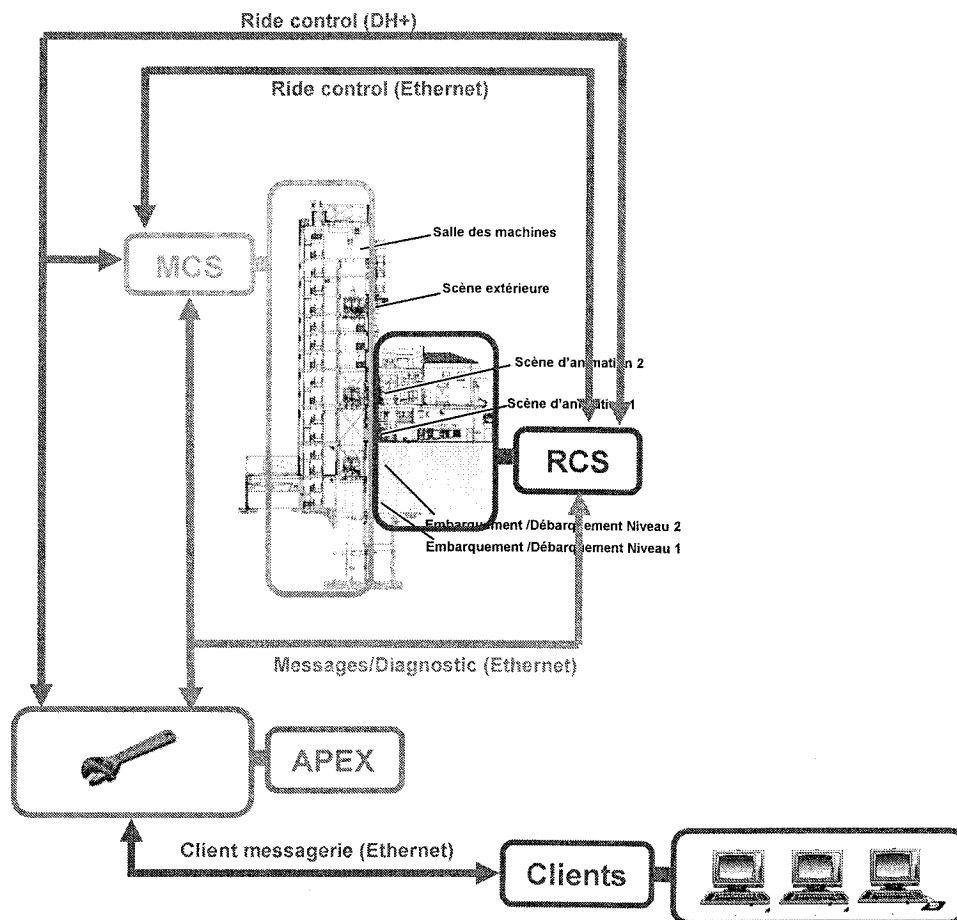 Ride control (DH+)
Ride control (Ethernet)
Salle des machines
MCS
Scène extérieure
Scène d'animation 2
Scène d'animation 1
RCS
Embarquement /Débarquement Niveau 2
Embarquement /Débarquement Niveau 1
Messages/Diagnostic (Ethernet)
APEX
Client messagerie (Ethernet)
Clients